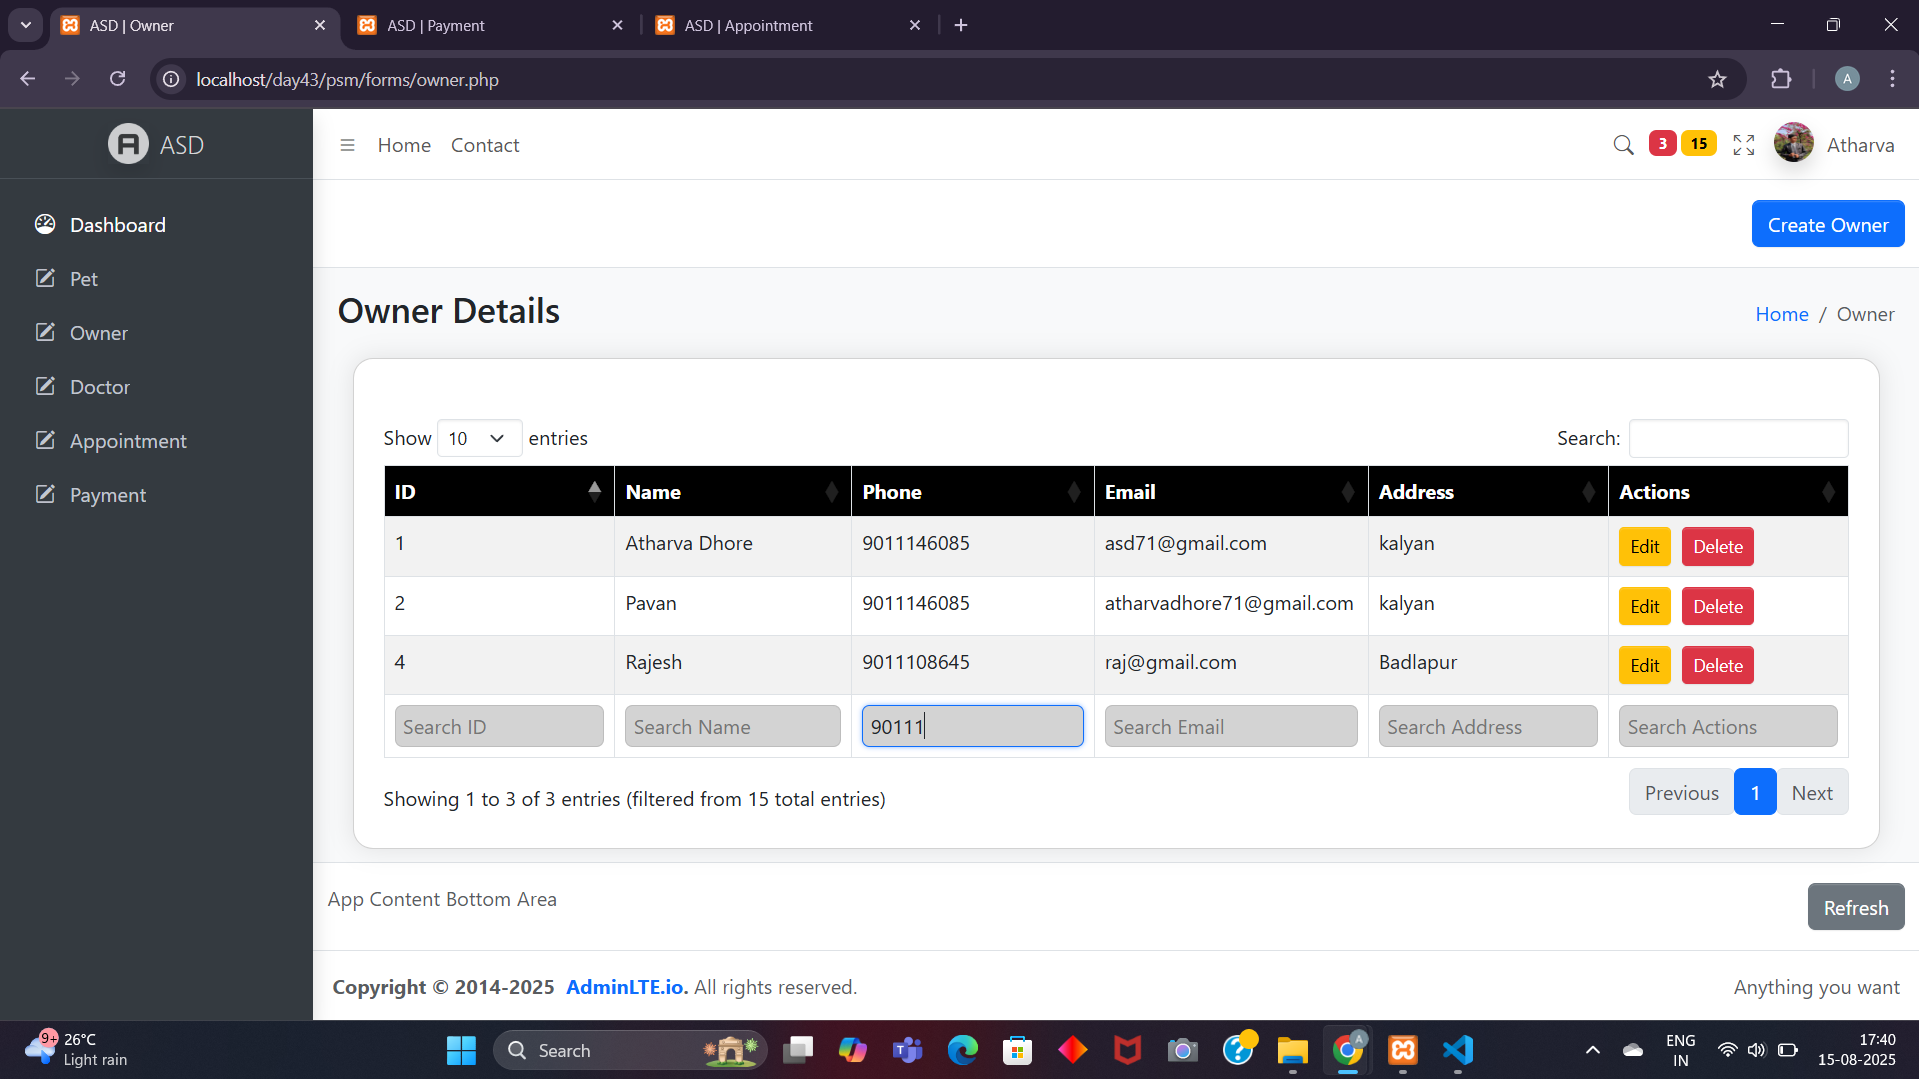 ASD | Owner
ASD | Payment
ASD | Appointment
localhost/day43/psm/forms/owner.php
A
ASD
Home Contact
3 15 Atharva
Dashboard
Pet
Owner
Doctor
Appointment
Payment
Create Owner
Owner Details
Home / Owner
Show 10 entries
Search:
ID Name Phone Email Address Actions
1 Atharva Dhore 9011146085 asd71@gmail.com kalyan Edit Delete
2 Pavan 9011146085 atharvadhore71@gmail.com kalyan Edit Delete
4 Rajesh 9011108645 raj@gmail.com Badlapur Edit Delete
Search ID Search Name 90111 Search Email Search Address Search Actions
Showing 1 to 3 of 3 entries (filtered from 15 total entries)
Previous 1 Next
App Content Bottom Area
Refresh
Copyright © 2014-2025 AdminLTE.io. All rights reserved.
Anything you want
9+
26°C
Light rain
Search
ENG
IN
17:40
15-08-2025